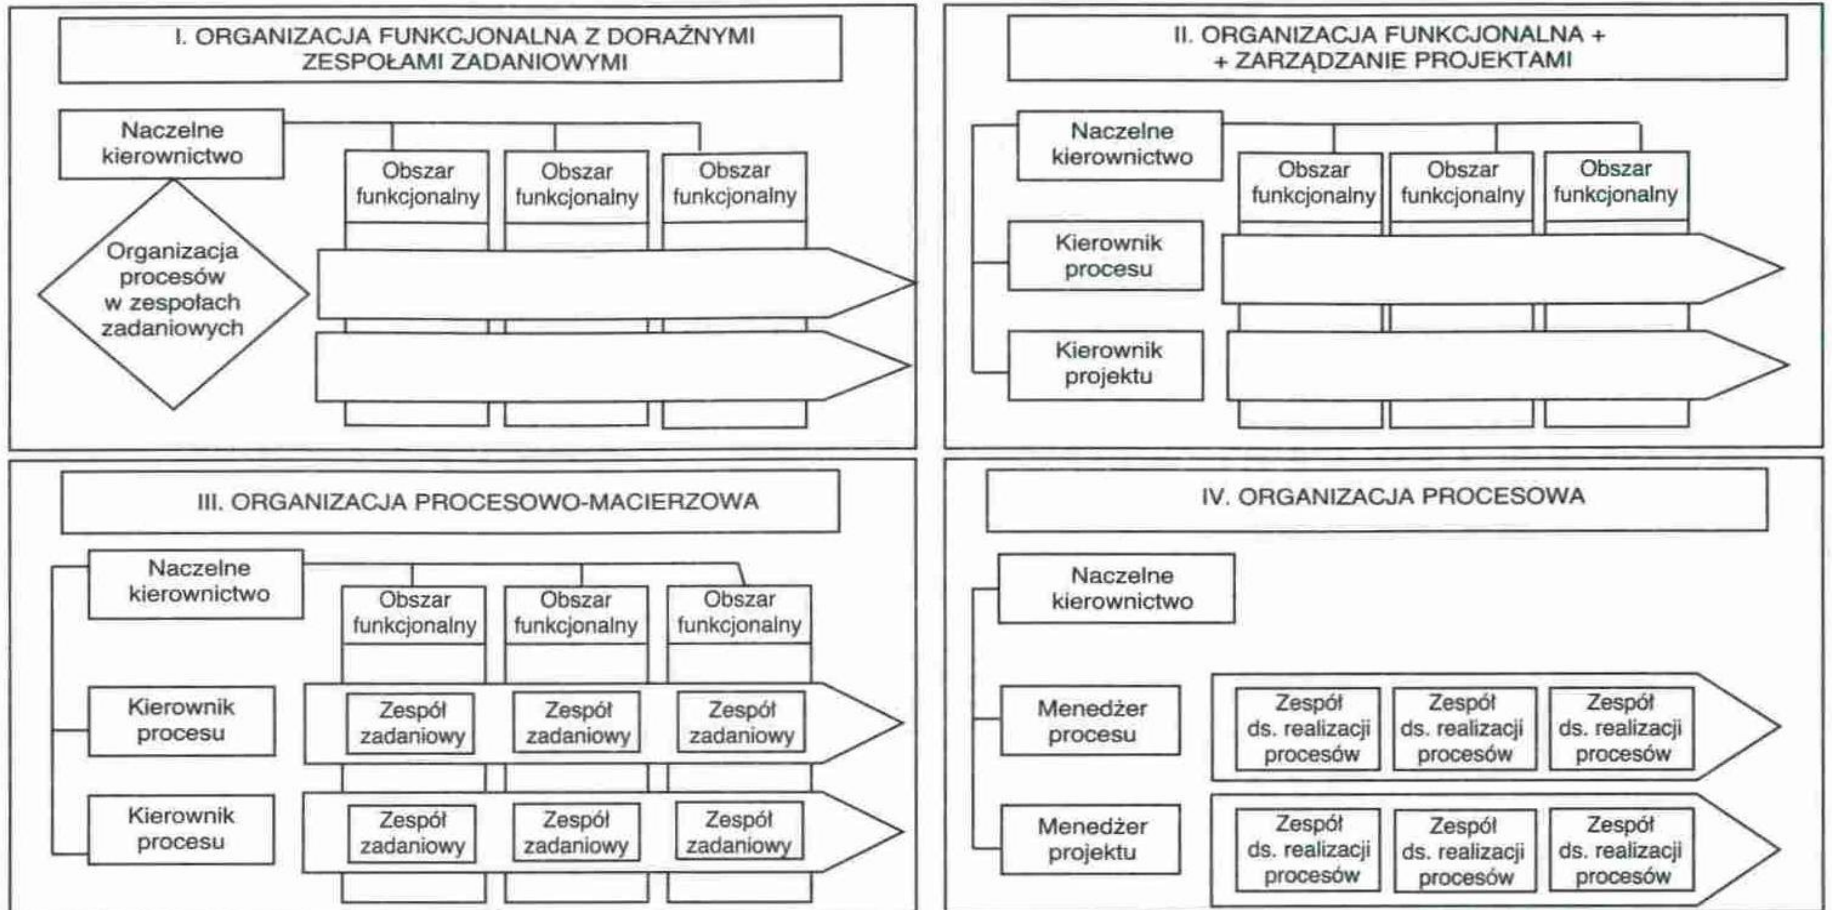 I. ORGANIZACJA FUNKCJONALNA Z DORAŹNYMI
ZESPOŁAMI ZADANIOWYMI
Naczelne
kierownictwo
Obszar
funkcjonalny
Obszar
funkcjonalny
Obszar
funkcjonalny
Organizacja
procesów
w zespołach
zadaniowych
II. ORGANIZACJA FUNKCJONALNA +
+ ZARZĄDZANIE PROJEKTAMI
Naczelne
kierownictwo
Obszar
funkcjonalny
Obszar
funkcjonalny
Obszar
funkcjonalny
Kierownik
procesu
Kierownik
projektu
III. ORGANIZACJA PROCESOWO-MACIERZOWA
Naczelne
kierownictwo
Obszar
funkcjonalny
Obszar
funkcjonalny
Obszar
funkcjonalny
Kierownik
procesu
Zespół
zadaniowy
Zespół
zadaniowy
Zespół
zadaniowy
Kierownik
procesu
Zespół
zadaniowy
Zespół
zadaniowy
Zespół
zadaniowy
IV. ORGANIZACJA PROCESOWA
Naczelne
kierownictwo
Menedżer
procesu
Zespół
ds. realizacji
procesów
Zespół
ds. realizacji
procesów
Zespół
ds. realizacji
procesów
Menedżer
projektu
Zespół
ds. realizacji
procesów
Zespół
ds. realizacji
procesów
Zespół
ds. realizacji
procesów